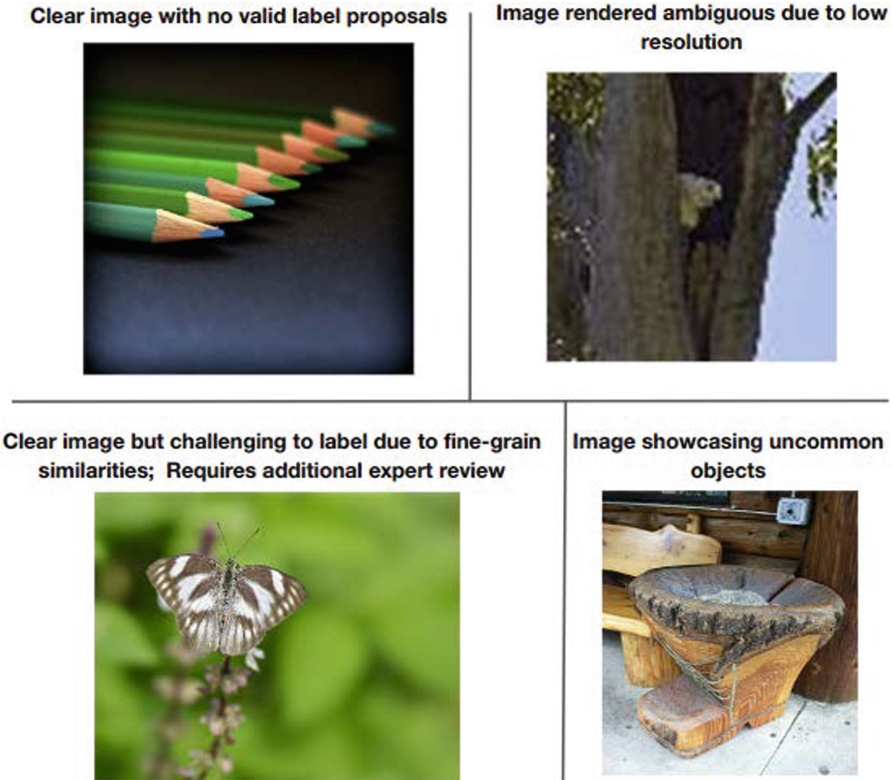 Clear image with no valid label proposals
Image rendered ambiguous due to low
resolution
Clear image but challenging to label due to fine-grain
similarities;  Requires additional expert review
Image showcasing uncommon
objects